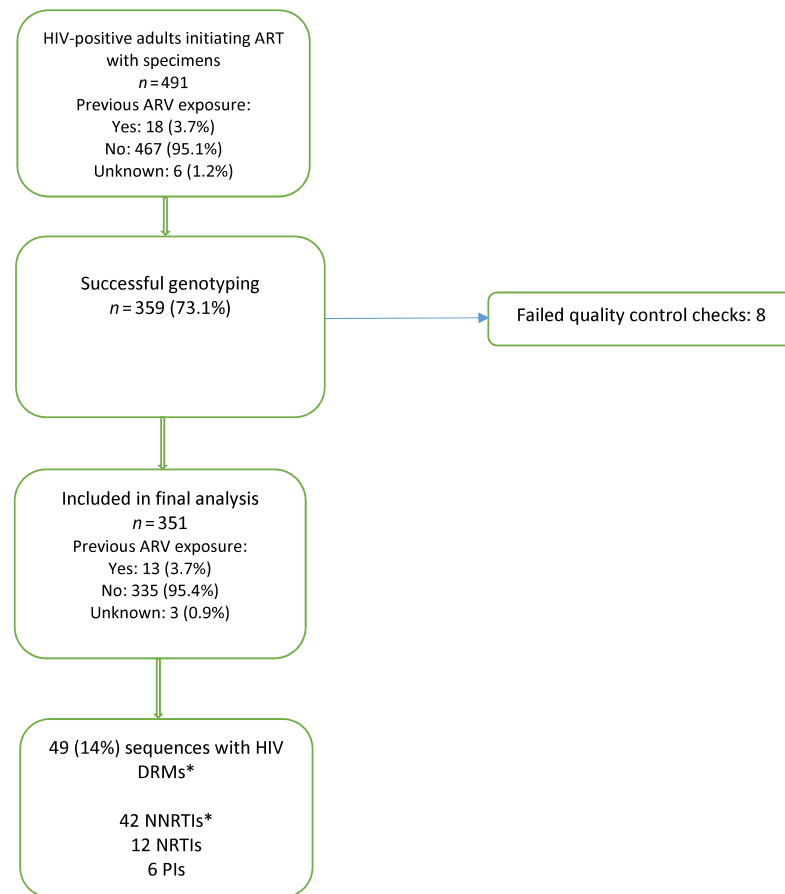 HIV-positive adults initiating ART
with specimens
n=491
Previous ARV exposure:
Yes: 18 (3.7%)
No: 467 (95.1%)
Unknown: 6 (1.2%)
Successful genotyping
n=359 (73.1%)
Failed quality control checks: 8
Included in final analysis
n=351
Previous ARV exposure:
Yes: 13 (3.7%)
No: 335 (95.4%)
Unknown: 3 (0.9%)
49 (14%) sequences with HIV
DRMs*
42 NNRTIs*
12 NRTIs
6 PIs